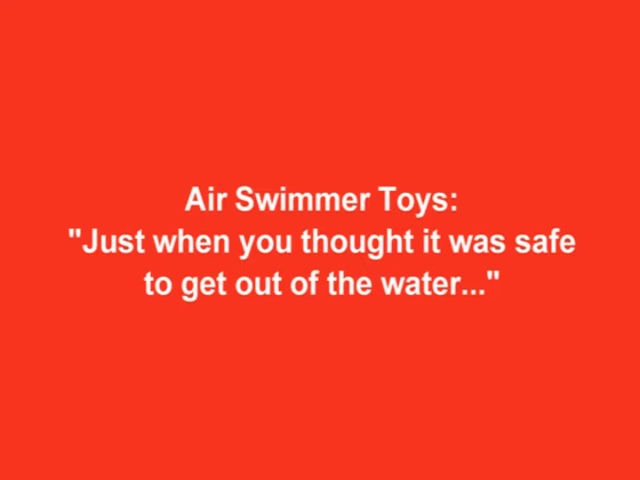 Air Swimmer Toys:
"Just when you thought it was safe
to get out of the water..."